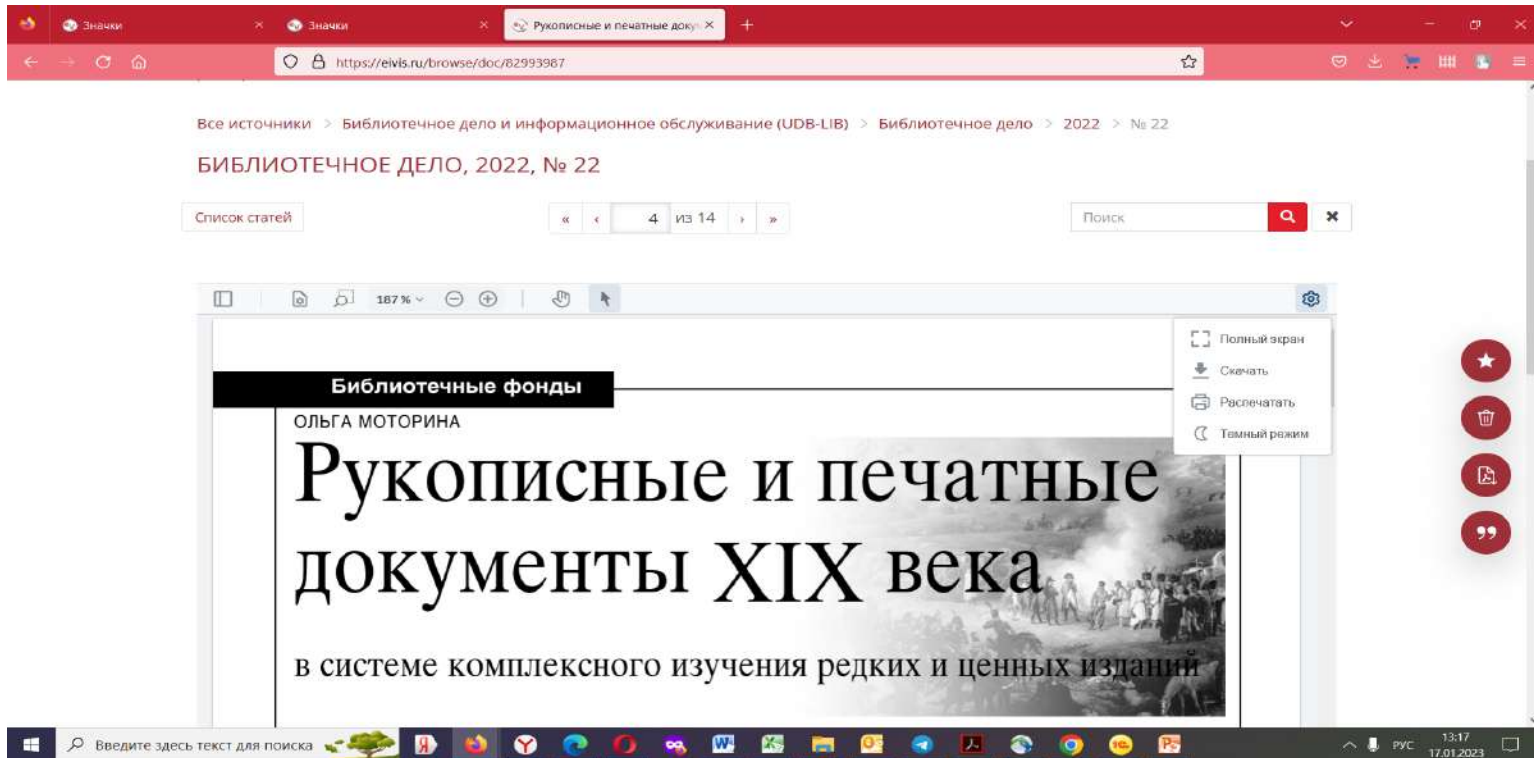 Значки
Значки
Рукописные и печатные доку
https://eivis.ru/browse/doc/82993987
Все источники > Библиотечное дело и информационное обслуживание (UDB-LIB) > Библиотечное дело > 2022 > № 22
БИБЛИОТЕЧНОЕ ДЕЛО, 2022, № 22
Список статей
« ‹ 4 из 14 › »
Поиск
187 %
Полный экран
Скачать
Распечатать
Темный режим
Библиотечные фонды
ОЛЬГА МОТОРИНА
Рукописные и печатные
документы XIX века
в системе комплексного изучения редких и ценных изданий
Введите здесь текст для поиска
РУС
13:17
17.01.2023